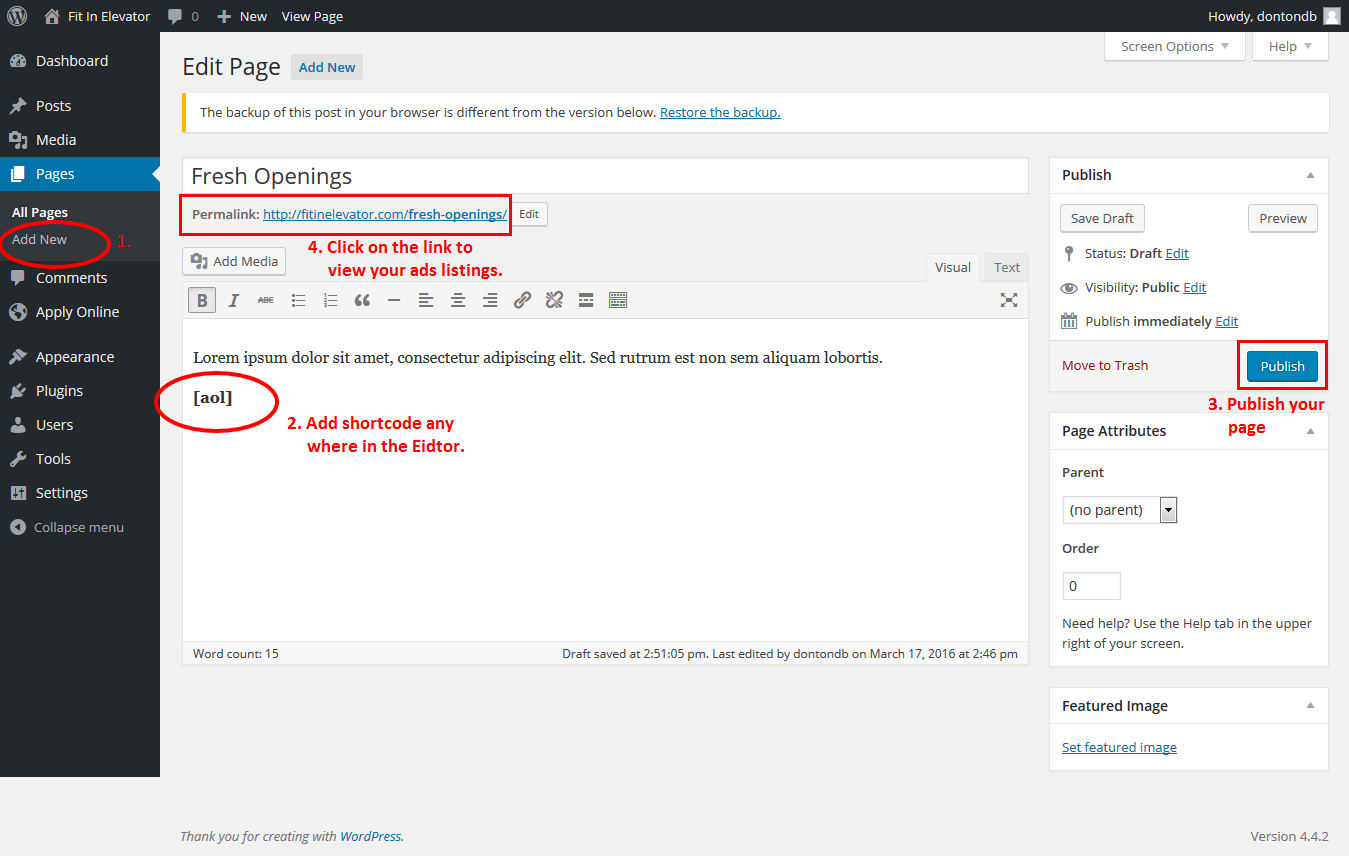 Fit In Elevator 0 New View Page Howdy, dontondb
Dashboard
Posts
Media
Pages
All Pages
Add New 1.
Comments
Apply Online
Appearance
Plugins
Users
Tools
Settings
Collapse menu
Screen Options Help
Edit Page Add New
The backup of this post in your browser is different from the version below. Restore the backup.
Fresh Openings
Permalink: http://fitinelevator.com/fresh-openings/ Edit
4. Click on the link to
view your ads listings.
Add Media
Visual Text
B I ABC
Lorem ipsum dolor sit amet, consectetur adipiscing elit. Sed rutrum est non sem aliquam lobortis.
[aol]
2. Add shortcode any
where in the Eidtor.
Word count: 15 Draft saved at 2:51:05 pm. Last edited by dontondb on March 17, 2016 at 2:46 pm
Publish
Save Draft Preview
Status: Draft Edit
Visibility: Public Edit
Publish immediately Edit
Move to Trash Publish
3. Publish your
page
Page Attributes
Parent
(no parent)
Order
0
Need help? Use the Help tab in the upper
right of your screen.
Featured Image
Set featured image
Thank you for creating with WordPress. Version 4.4.2